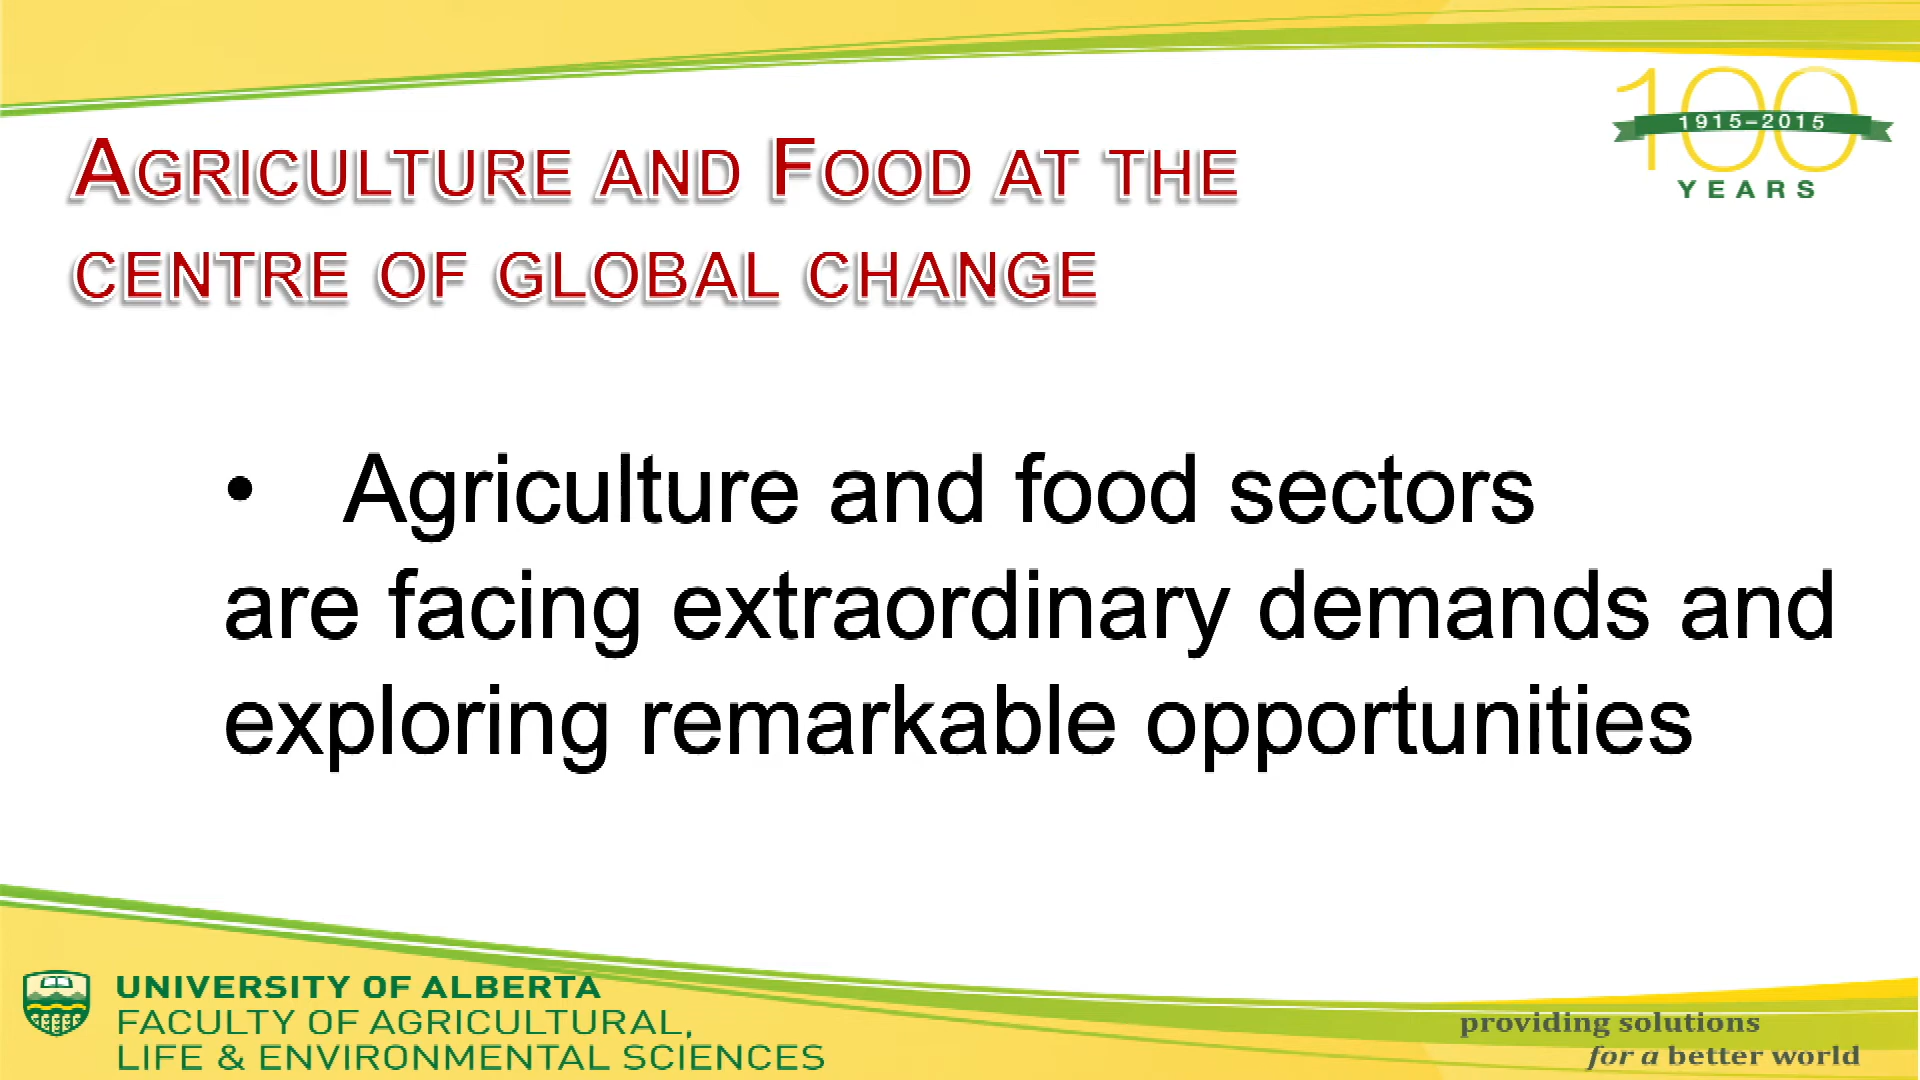 100
1915–2015
YEARS
AGRICULTURE AND FOOD AT THE
CENTRE OF GLOBAL CHANGE
• Agriculture and food sectors
are facing extraordinary demands and
exploring remarkable opportunities
UNIVERSITY OF ALBERTA
FACULTY OF AGRICULTURAL,
LIFE & ENVIRONMENTAL SCIENCES
providing solutions
for a better world